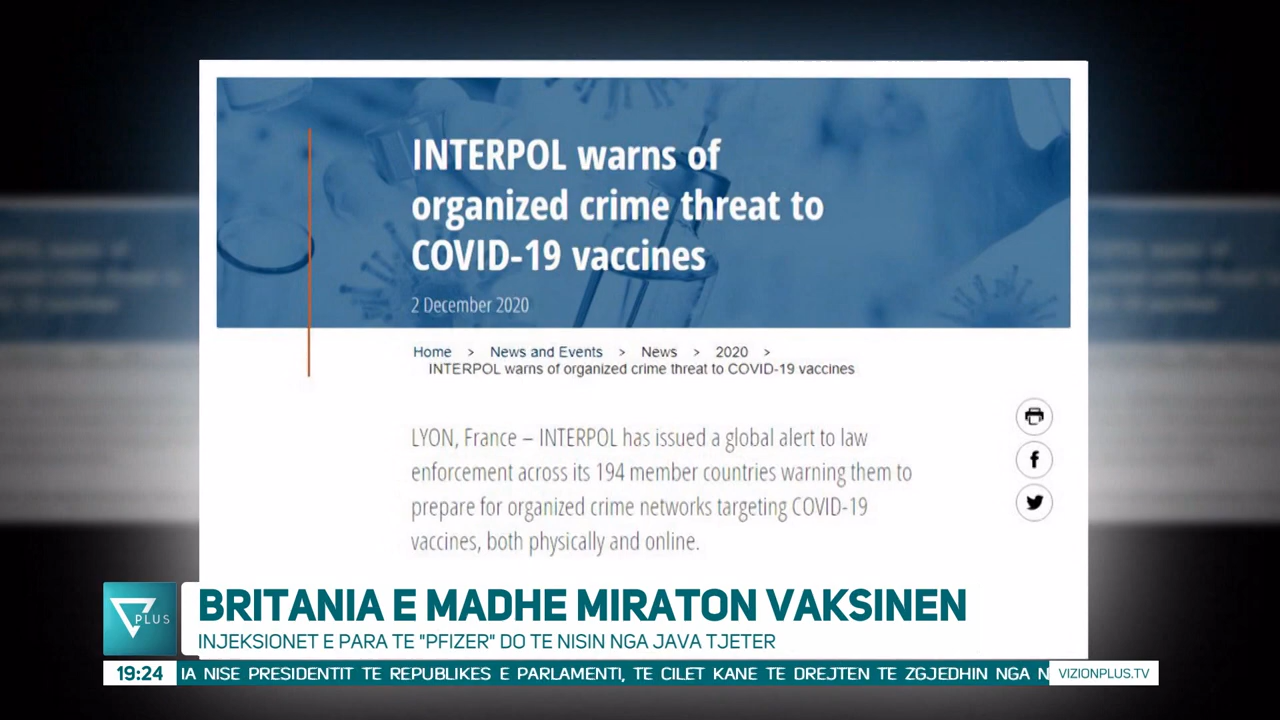 INTERPOL warns of
organized crime threat to
COVID-19 vaccines
2 December 2020
Home > News and Events > News > 2020 >
INTERPOL warns of organized crime threat to COVID-19 vaccines
LYON, France – INTERPOL has issued a global alert to law
enforcement across its 194 member countries warning them to
prepare for organized crime networks targeting COVID-19
vaccines, both physically and online.
PLUS
BRITANIA E MADHE MIRATON VAKSINEN
INJEKSIONET E PARA TE "PFIZER" DO TE NISIN NGA JAVA TJETER
19:24 IA NISE PRESIDENTIT TE REPUBLIKES E PARLAMENTI, TE CILET KANE TE DREJTEN TE ZGJEDHIN NGA N VIZIONPLUS.TV